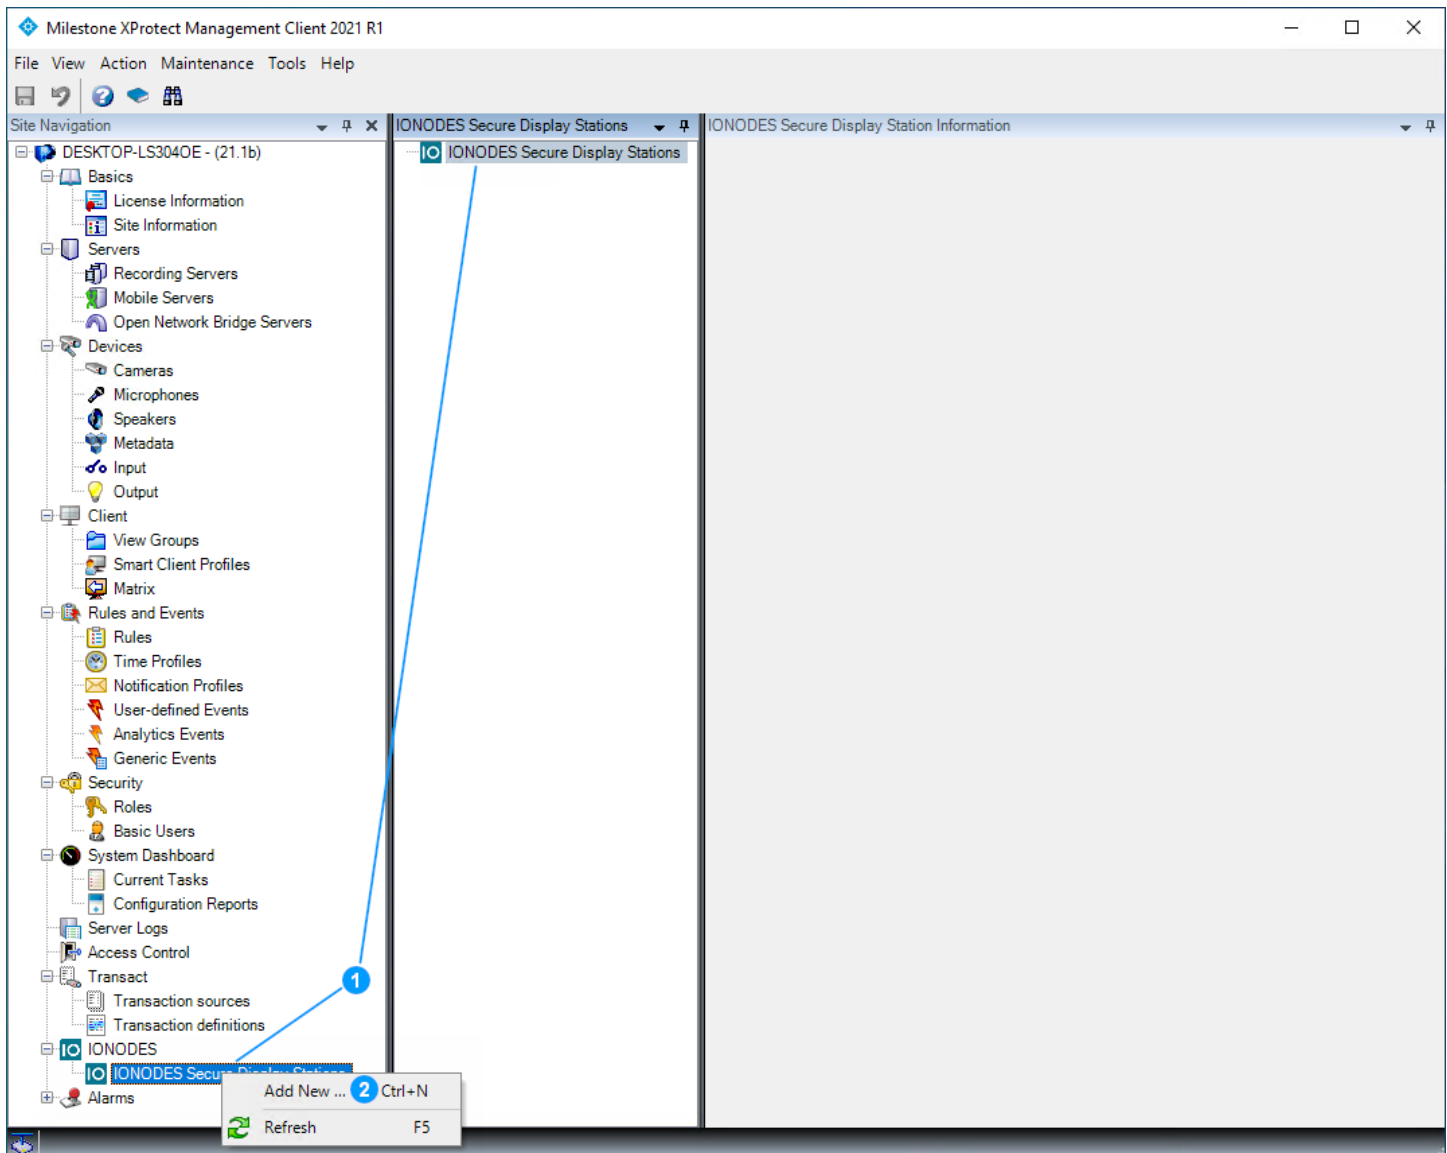 Milestone XProtect Management Client 2021 R1
File View Action Maintenance Tools Help
Site Navigation
IONODES Secure Display Stations
IONODES Secure Display Station Information
DESKTOP-LS304OE - (21.1b)
IO IONODES Secure Display Stations
Basics
License Information
Site Information
Servers
Recording Servers
Mobile Servers
Open Network Bridge Servers
Devices
Cameras
Microphones
Speakers
Metadata
Input
Output
Client
View Groups
Smart Client Profiles
Matrix
Rules and Events
Rules
Time Profiles
Notification Profiles
User-defined Events
Analytics Events
Generic Events
Security
Roles
Basic Users
System Dashboard
Current Tasks
Configuration Reports
Server Logs
Access Control
Transact
1
Transaction sources
Transaction definitions
IO IONODES
IO IONODES Secure Display Stations
Add New ... 2 Ctrl+N
Alarms
Refresh F5